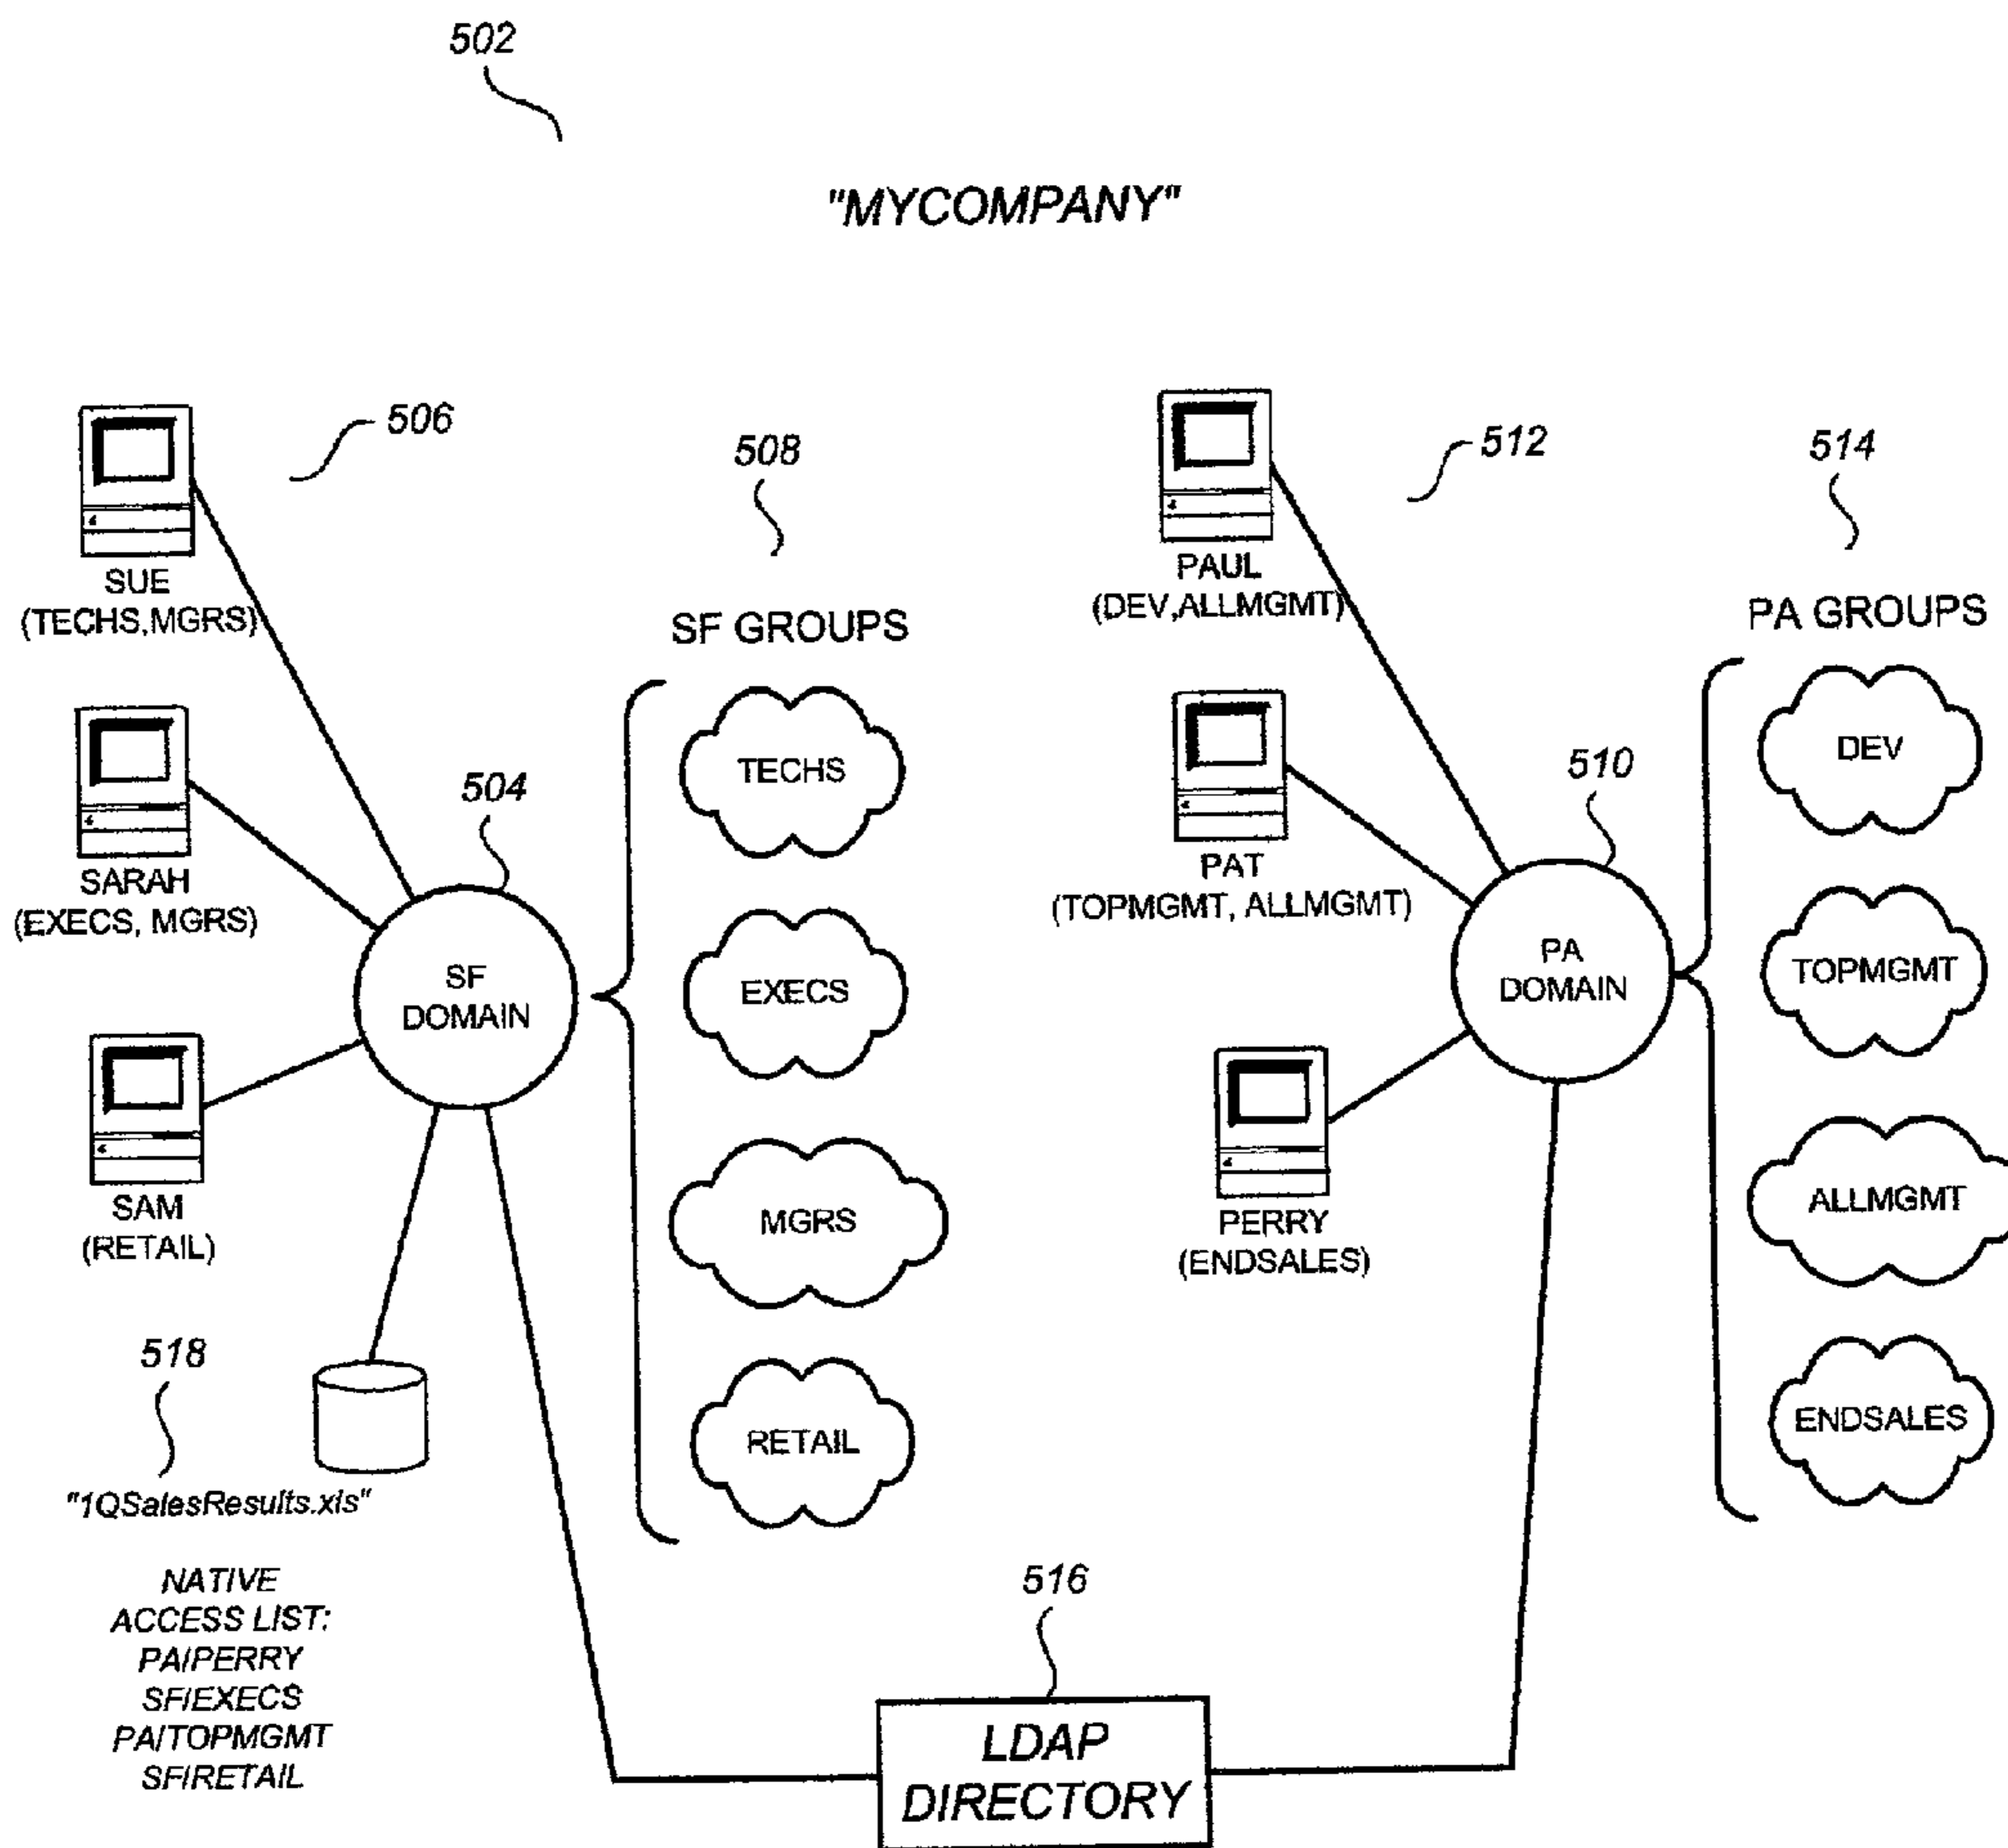 502
"MYCOMPANY"
506
508
512
514
SUE
(TECHS,MGRS)
SARAH
(EXECS, MGRS)
504
SAM
(RETAIL)
SF
DOMAIN
518
"1QSalesResults.xls"
NATIVE
ACCESS LIST:
PA/PERRY
SF/EXECS
PA/TOPMGMT
SF/RETAIL
SF GROUPS
TECHS
EXECS
MGRS
RETAIL
PAUL
(DEV,ALLMGMT)
PAT
(TOPMGMT, ALLMGMT)
510
PERRY
(ENDSALES)
PA
DOMAIN
PA GROUPS
DEV
TOPMGMT
ALLMGMT
ENDSALES
516
LDAP
DIRECTORY